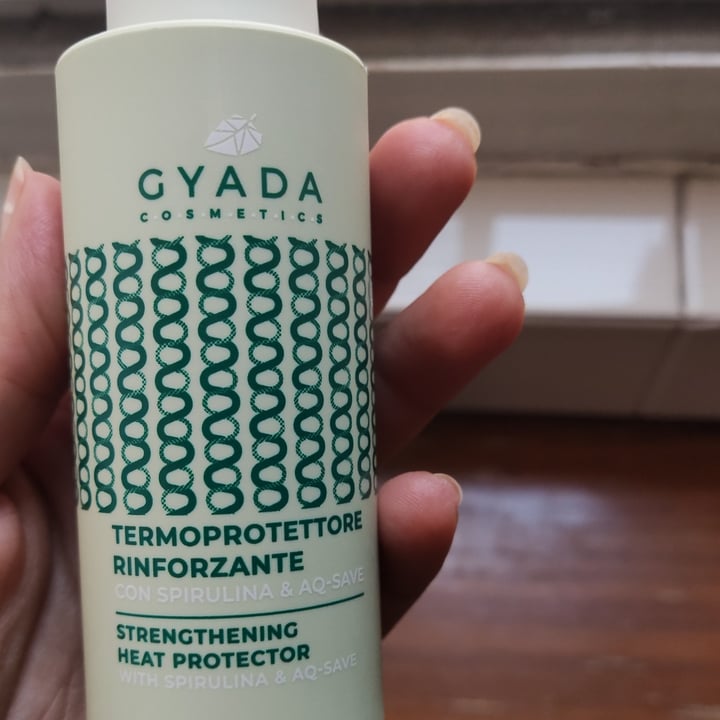 GYADA
COSMETICS
TERMOPROTETTORE
RINFORZANTE
CON SPIRULINA & AQ-SAVE
STRENGTHENING
HEAT PROTECTOR
WITH SPIRULINA & AQ-SAVE